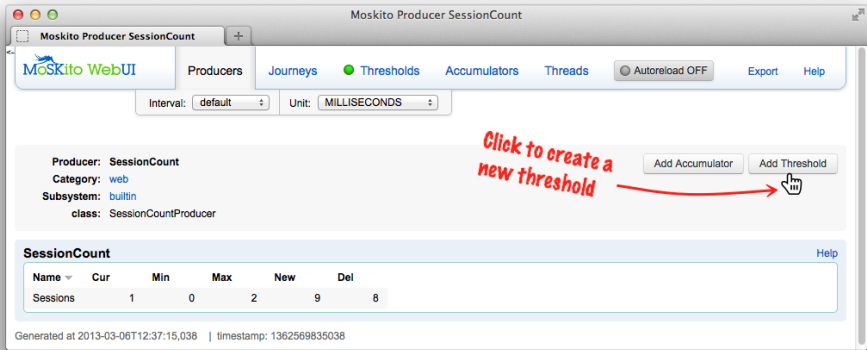 Moskito Producer SessionCount
Moskito Producer SessionCount +
<-
MoSKito WebUI Producers Journeys Thresholds Accumulators Threads Autoreload OFF Export Help
Interval: default Unit: MILLISECONDS
Click to create a
new threshold
Producer: SessionCount Add Accumulator Add Threshold
Category: web
Subsystem: builtin
class: SessionCountProducer
SessionCount Help
Name Cur Min Max New Del
Sessions 1 0 2 9 8
Generated at 2013-03-06T12:37:15,038 | timestamp: 1362569835038